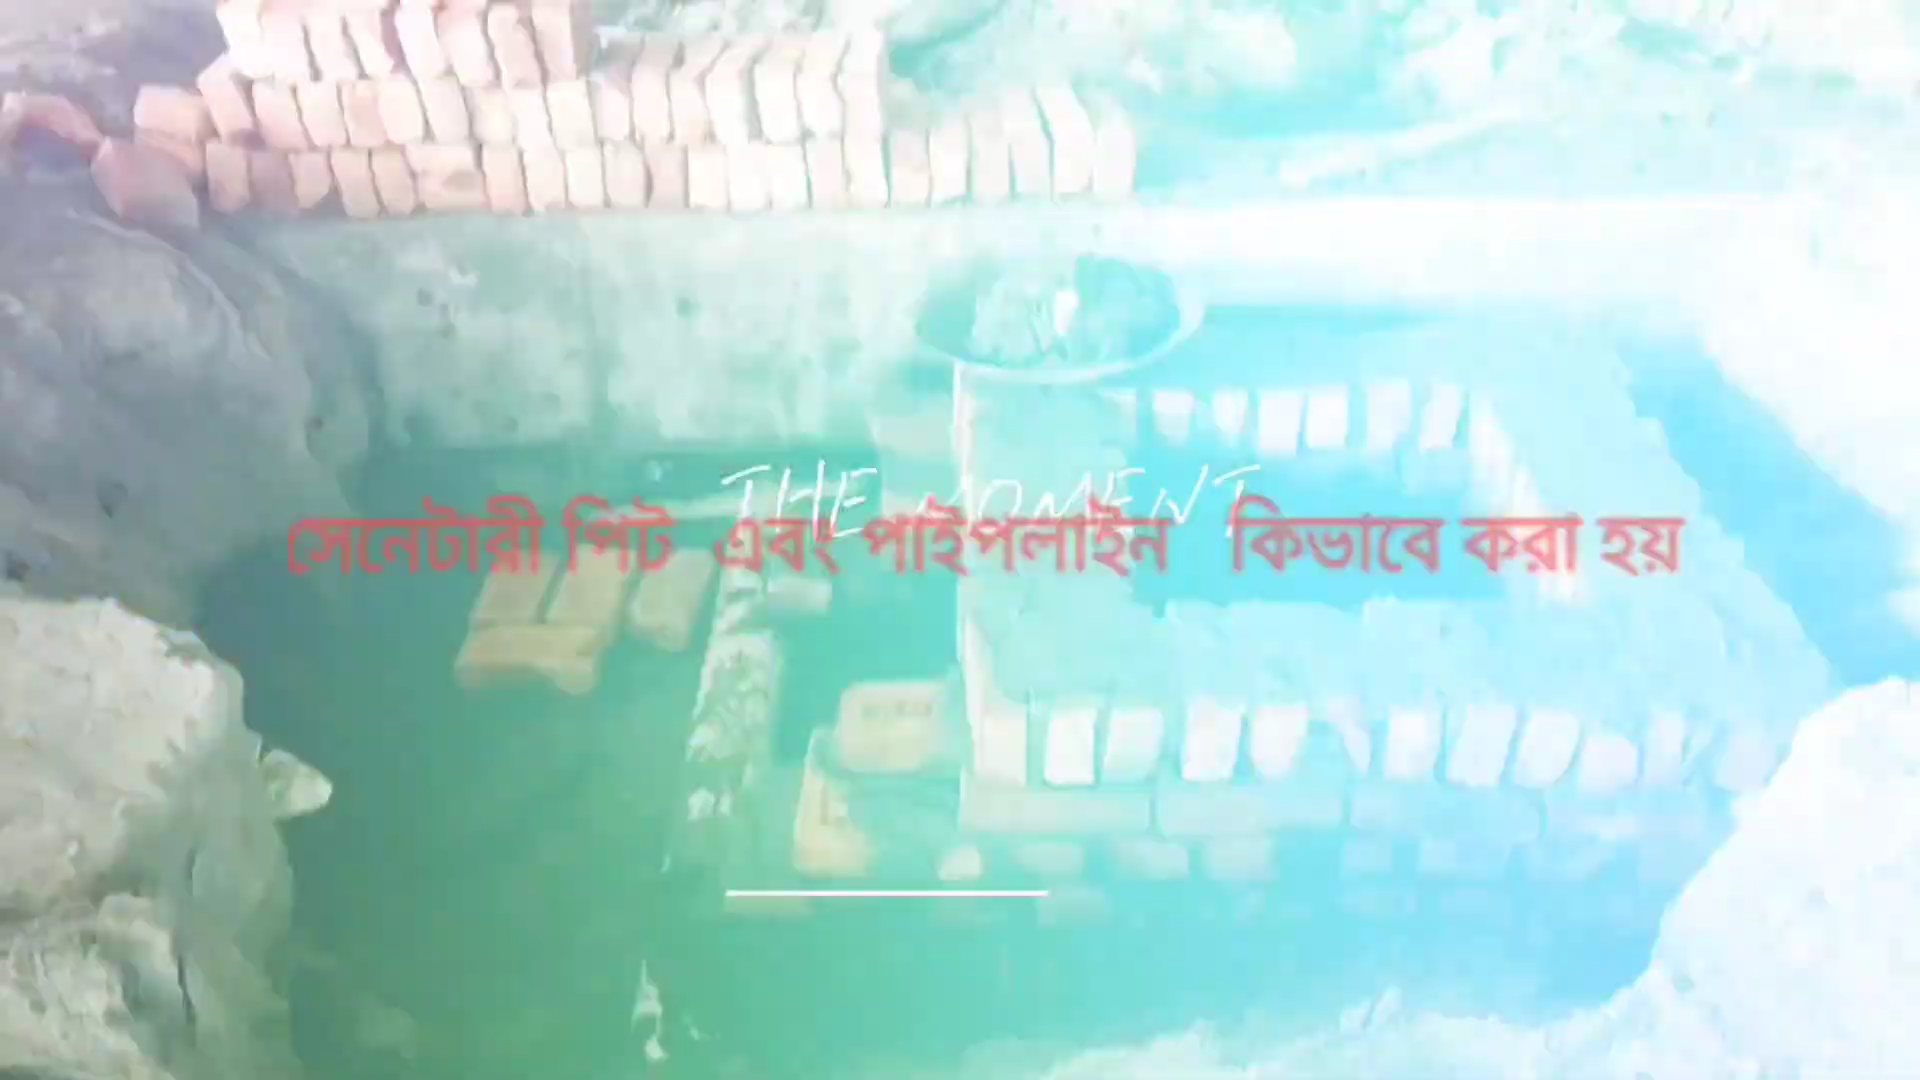 THE MOMENT
সেনেটারী পিট এবং পাইপলাইন কিভাবে করা হয়